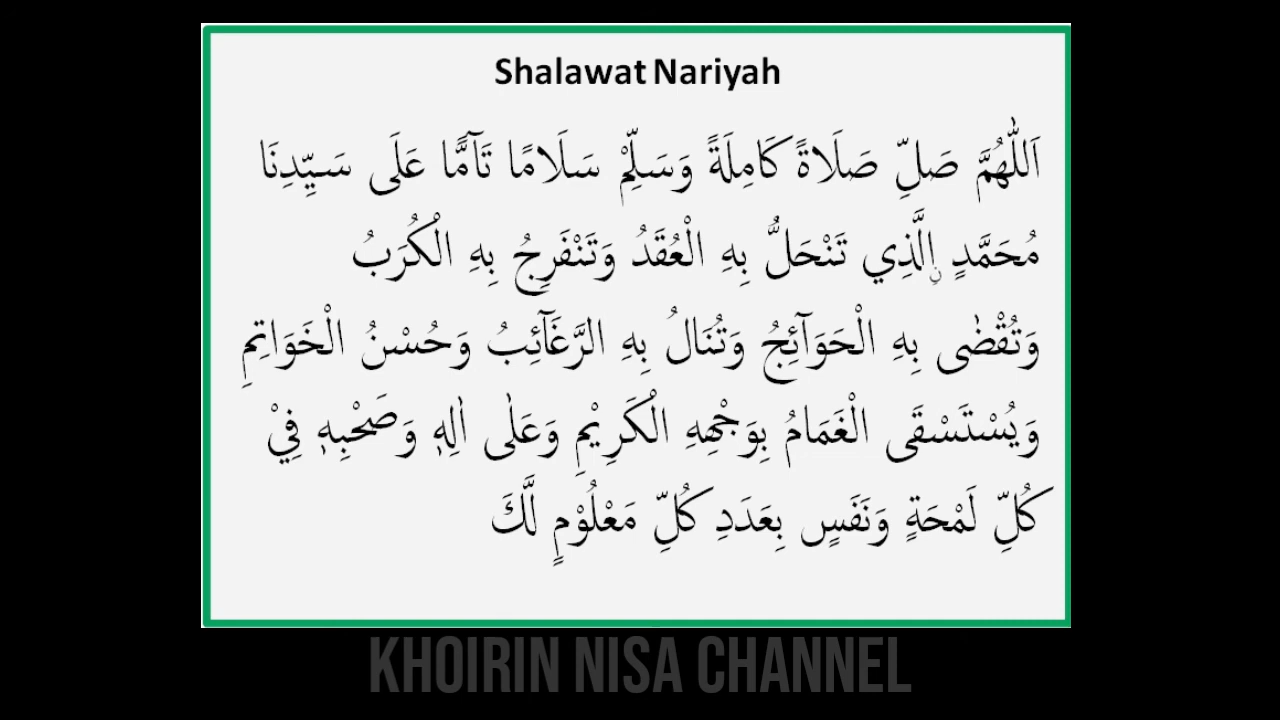 Shalawat Nariyah
اَللّٰهُمَّ صَلِّ صَلَاةً كَامِلَةً وَسَلِّمْ سَلَامًا تَآمًّا عَلَى سَيِّدِنَا
مُحَمَّدٍ ࣙالَّذِي تَنْحَلُّ بِهِ الْعُقَدُ وَتَنْفَرِجُ بِهِ الْكُرَبُ
وَتُقْضٰى بِهِ الْحَوَآئِجُ وَتُنَالُ بِهِ الرَّغَآئِبُ وَحُسْنُ الْخَوَاتِمِ
وَيُسْتَسْقَى الْغَمَامُ بِوَجْهِهِ الْكَرِيْمِ وَعَلٰى اٰلِهٖ وَصَحْبِهٖ فِيْ
كُلِّ لَمْحَةٍ وَنَفَسٍ بِعَدَدِ كُلِّ مَعْلُوْمٍ لَّكَ
KHOIRIN NISA CHANNEL